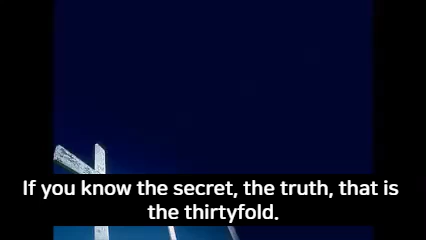 If you know the secret, the truth, that is
the thirtyfold.